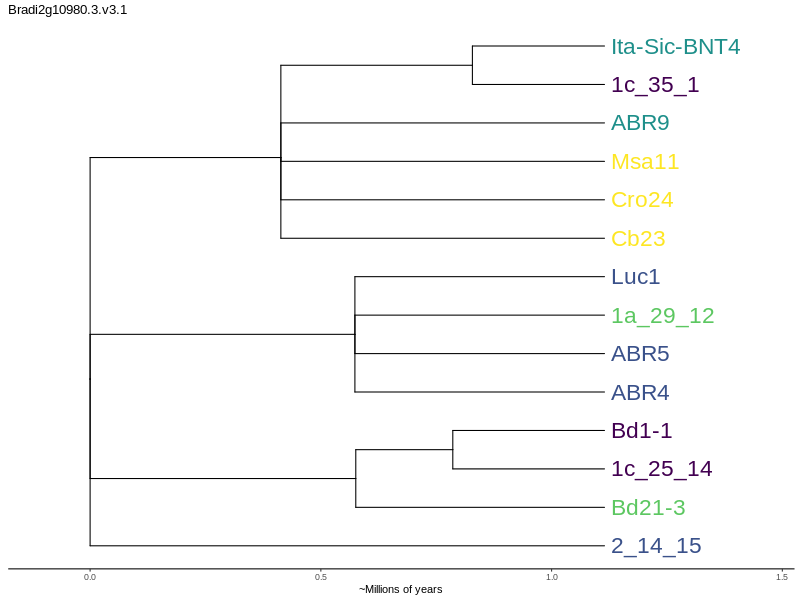 Bradi2g10980.3.v3.1
Ita-Sic-BNT4
1c_35_1
ABR9
Msa11
Cro24
Cb23
Luc1
1a_29_12
ABR5
ABR4
Bd1-1
1c_25_14
Bd21-3
2_14_15
0.0 0.5 1.0 1.5
~Millions of years